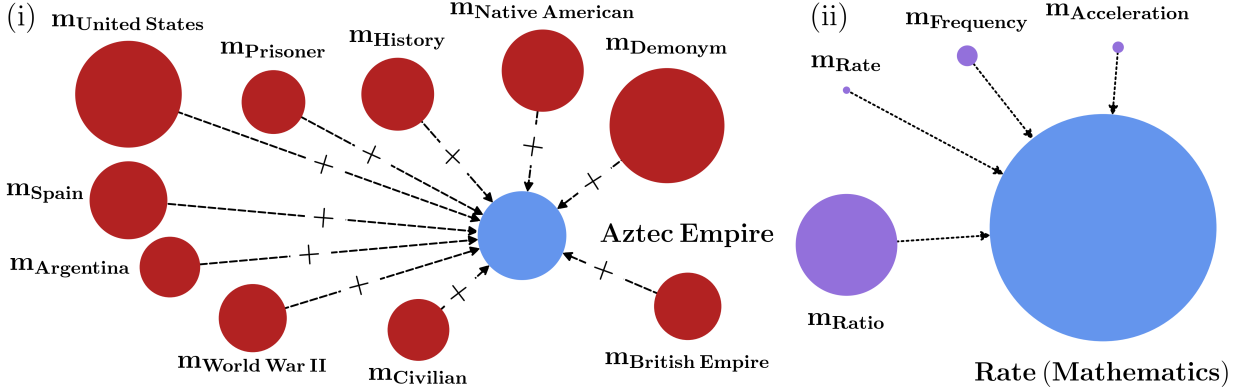 (i)
m_United States
m_Prisoner
m_History
m_Native American
m_Demonym
m_Spain
m_Argentina
m_World War II
m_Civilian
m_British Empire
Aztec Empire
(ii)
m_Rate
m_Frequency
m_Acceleration
m_Ratio
Rate (Mathematics)